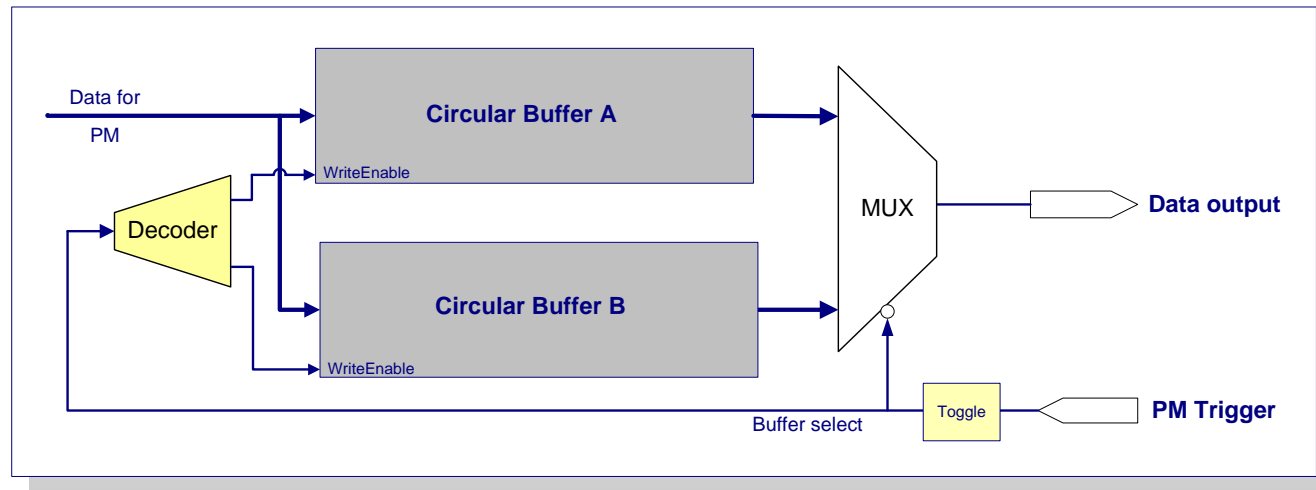 Data for
PM
Circular Buffer A
WriteEnable
Decoder
MUX
Data output
Circular Buffer B
WriteEnable
Buffer select
Toggle
PM Trigger